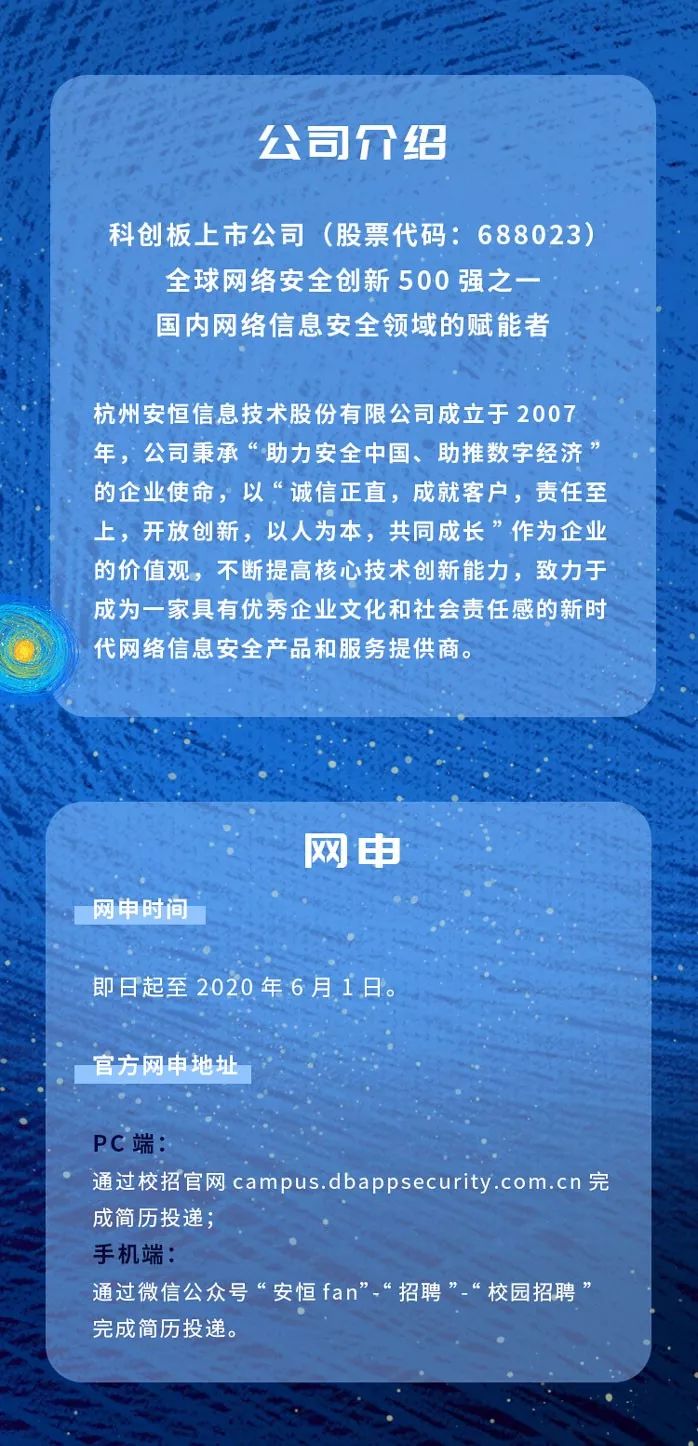 公司介绍
科创板上市公司（股票代码：688023）
全球网络安全创新 500 强之一
国内网络信息安全领域的赋能者
杭州安恒信息技术股份有限公司成立于 2007
年，公司秉承“助力安全中国、助推数字经济”
的企业使命，以“诚信正直，成就客户，责任至
上，开放创新，以人为本，共同成长”作为企业
的价值观，不断提高核心技术创新能力，致力于
成为一家具有优秀企业文化和社会责任感的新时
代网络信息安全产品和服务提供商。
网申
网申时间
即日起至 2020 年 6 月 1 日。
官方网申地址
PC 端：
通过校招官网 campus.dbappsecurity.com.cn 完
成简历投递；
手机端：
通过微信公众号“安恒 fan”-“招聘”-“校园招聘”
完成简历投递。